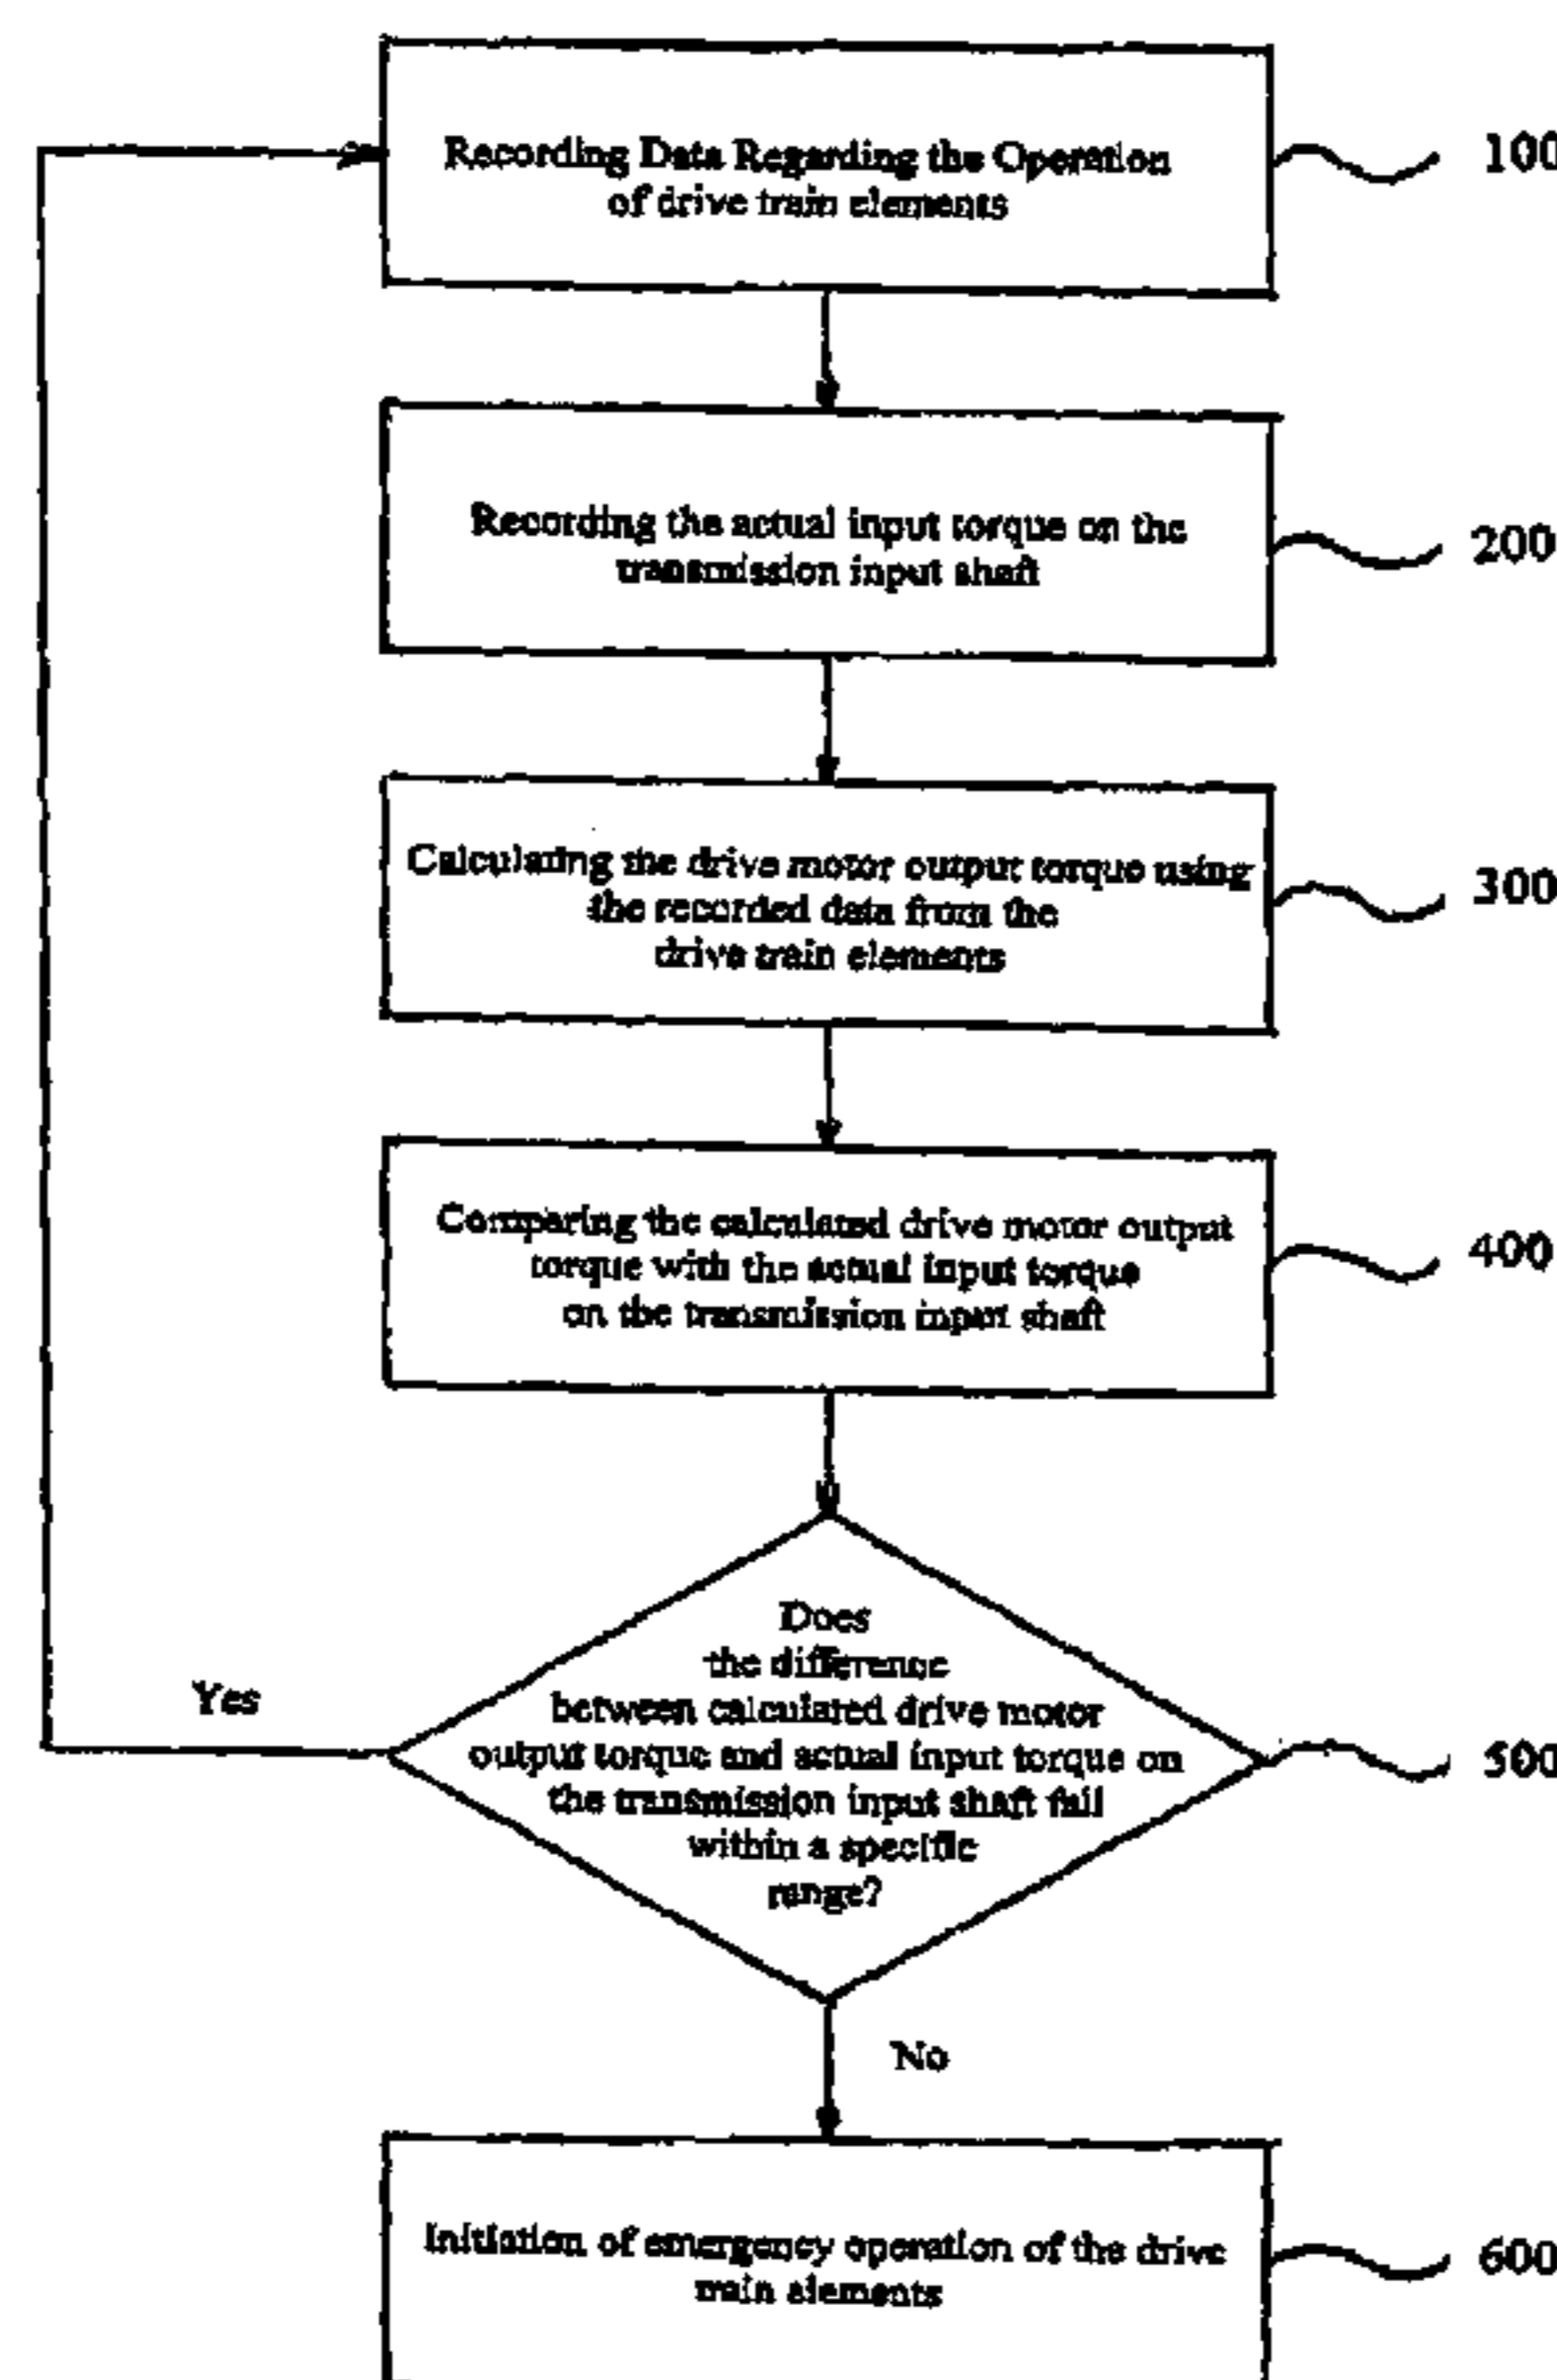 Recording Data Regarding the Operation
of drive train elements
100
Recording the actual input torque on the
transmission input shaft
200
Calculating the drive motor output torque using
the recorded data from the
drive train elements
300
Comparing the calculated drive motor output
torque with the actual input torque
on the transmission input shaft
400
Does
the difference
between calculated drive motor
output torque and actual input torque on
the transmission input shaft fall
within a specific
range?
500
Yes
No
Initiation of emergency operation of the drive
train elements
600